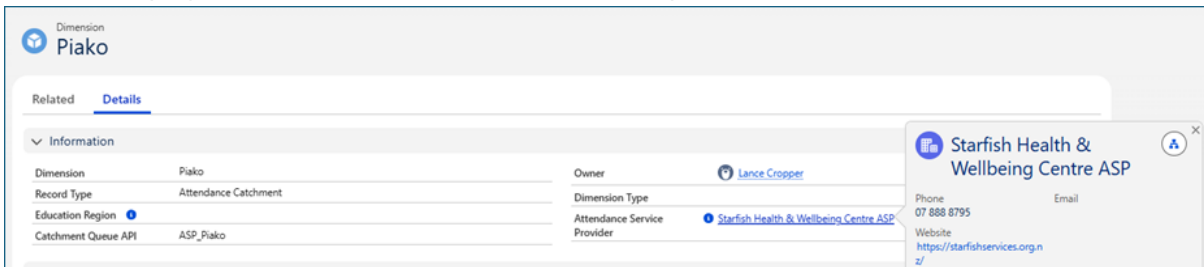 Dimension
Piako
Related Details
Information
Dimension Piako
Record Type Attendance Catchment
Education Region
Catchment Queue API ASP_Piako
Owner Lance Cropper
Dimension Type
Attendance Service
Provider
Starfish Health & Wellbeing Centre ASP
Starfish Health &
Wellbeing Centre ASP
Phone Email
07 888 8795
Website
https://starfishservices.org.n
z/